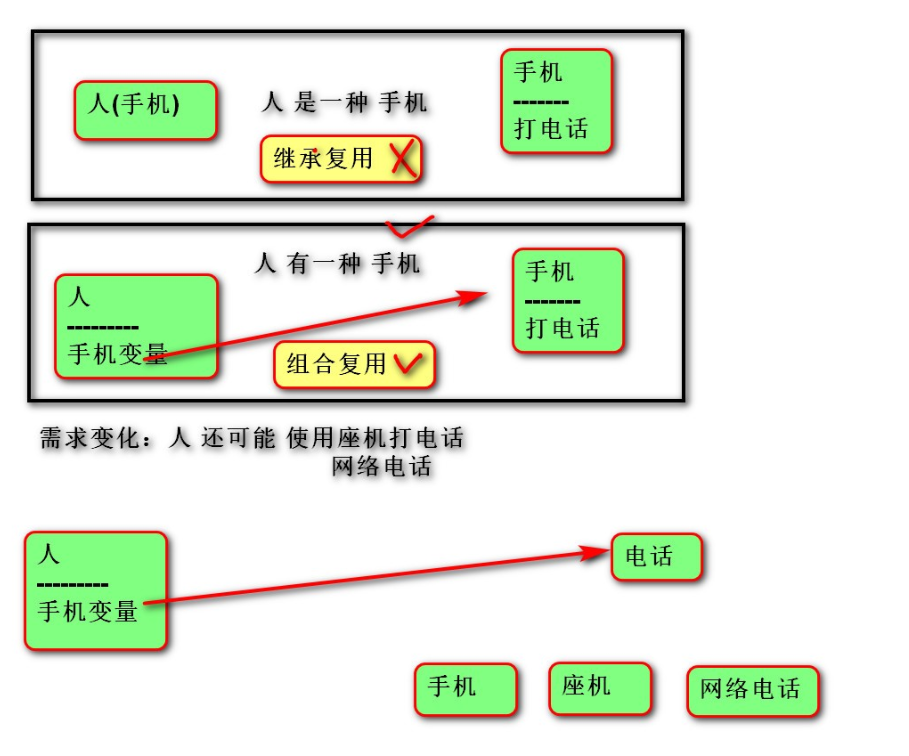 人(手机)
人 是一种 手机
继承复用
手机
-------
打电话
人 有一种 手机
人
---------
手机变量
组合复用
手机
-------
打电话
需求变化：人 还可能 使用座机打电话
网络电话
人
---------
手机变量
电话
手机
座机
网络电话